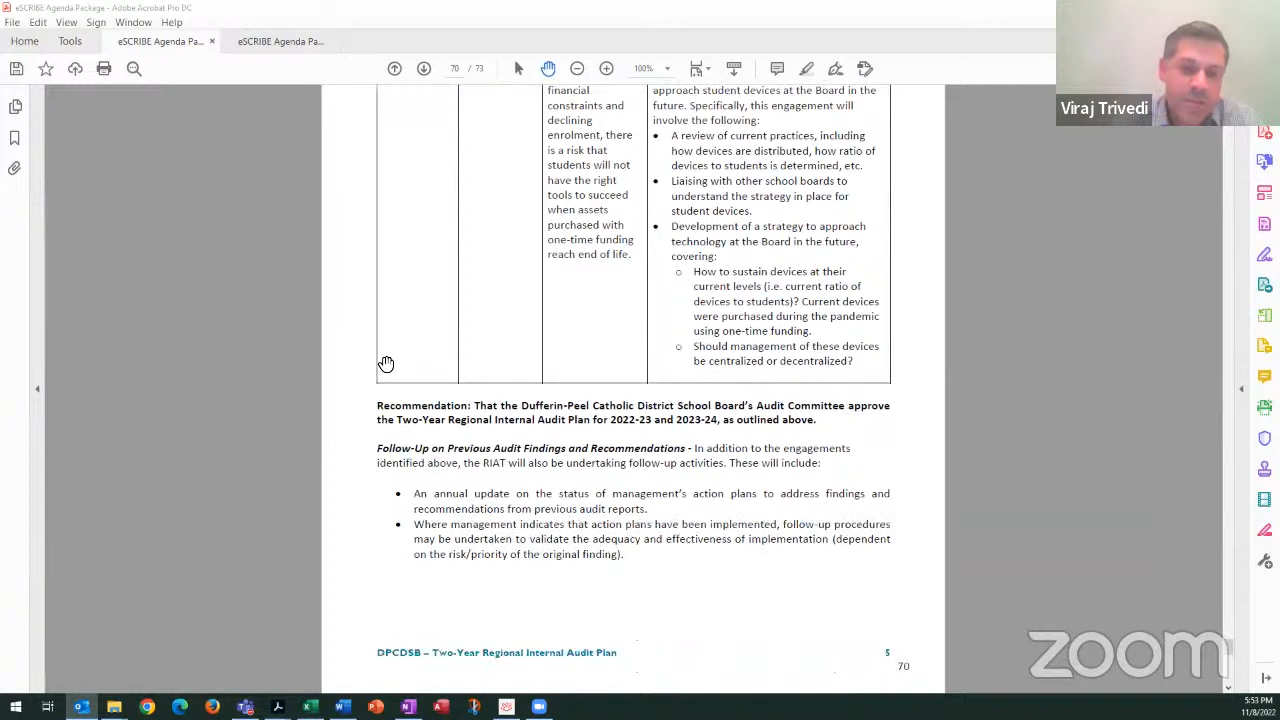 eSCRIBE Agenda Package - Adobe Acrobat Pro DC
File Edit View Sign Window Help
Home Tools eSCRIBE Agenda Pa... × eSCRIBE Agenda Pa...
70 / 73 100%
Viraj Trivedi
financial
constraints and
declining
enrolment, there
is a risk that
students will not
have the right
tools to succeed
when assets
purchased with
one-time funding
reach end of life.
approach student devices at the Board in the
future. Specifically, this engagement will
involve the following:
• A review of current practices, including
how devices are distributed, how ratio of
devices to students is determined, etc.
• Liaising with other school boards to
understand the strategy in place for
student devices.
• Development of a strategy to approach
technology at the Board in the future,
covering:
o How to sustain devices at their
current levels (i.e. current ratio of
devices to students)? Current devices
were purchased during the pandemic
using one-time funding.
o Should management of these devices
be centralized or decentralized?
Recommendation: That the Dufferin-Peel Catholic District School Board's Audit Committee approve
the Two-Year Regional Internal Audit Plan for 2022-23 and 2023-24, as outlined above.
Follow-Up on Previous Audit Findings and Recommendations - In addition to the engagements
identified above, the RIAT will also be undertaking follow-up activities. These will include:
• An annual update on the status of management's action plans to address findings and
recommendations from previous audit reports.
• Where management indicates that action plans have been implemented, follow-up procedures
may be undertaken to validate the adequacy and effectiveness of implementation (dependent
on the risk/priority of the original finding).
DPCDSB – Two-Year Regional Internal Audit Plan 5
70
zoom
5:53 PM
11/8/2022